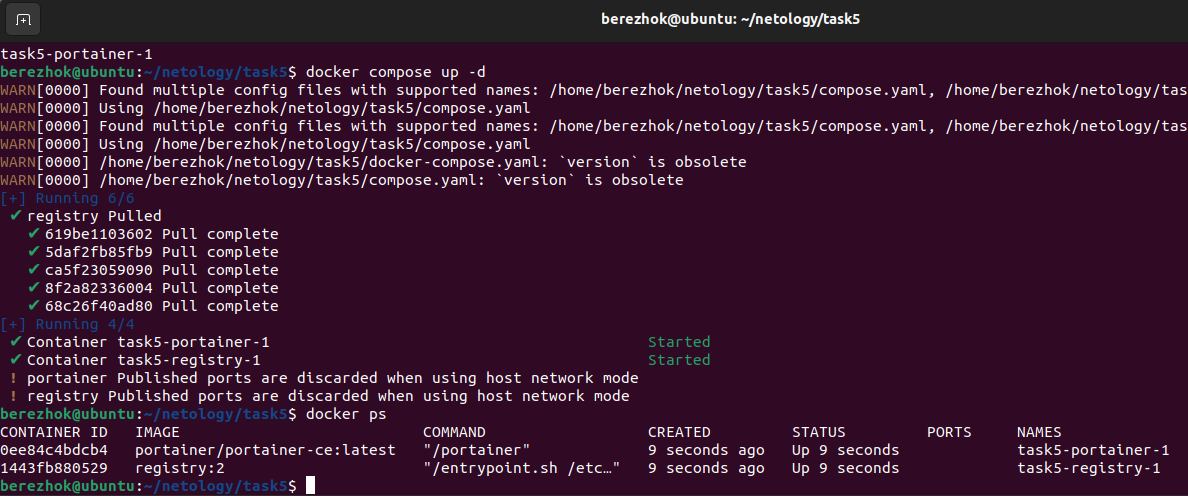 berezhok@ubuntu: ~/netology/task5
task5-portainer-1
berezhok@ubuntu:~/netology/task5$ docker compose up -d
WARN[0000] Found multiple config files with supported names: /home/berezhok/netology/task5/compose.yaml, /home/berezhok/netology/tas
WARN[0000] Using /home/berezhok/netology/task5/compose.yaml
WARN[0000] Found multiple config files with supported names: /home/berezhok/netology/task5/compose.yaml, /home/berezhok/netology/tas
WARN[0000] Using /home/berezhok/netology/task5/compose.yaml
WARN[0000] /home/berezhok/netology/task5/docker-compose.yaml: `version` is obsolete
WARN[0000] /home/berezhok/netology/task5/compose.yaml: `version` is obsolete
[+] Running 6/6
✔ registry Pulled
✔ 619be1103602 Pull complete
✔ 5daf2fb85fb9 Pull complete
✔ ca5f23059090 Pull complete
✔ 8f2a82336004 Pull complete
✔ 68c26f40ad80 Pull complete
[+] Running 4/4
✔ Container task5-portainer-1 Started
✔ Container task5-registry-1 Started
! portainer Published ports are discarded when using host network mode
! registry Published ports are discarded when using host network mode
berezhok@ubuntu:~/netology/task5$ docker ps
CONTAINER ID IMAGE COMMAND CREATED STATUS PORTS NAMES
0ee84c4bdcb4 portainer/portainer-ce:latest "/portainer" 9 seconds ago Up 9 seconds task5-portainer-1
1443fb880529 registry:2 "/entrypoint.sh /etc…" 9 seconds ago Up 9 seconds task5-registry-1
berezhok@ubuntu:~/netology/task5$